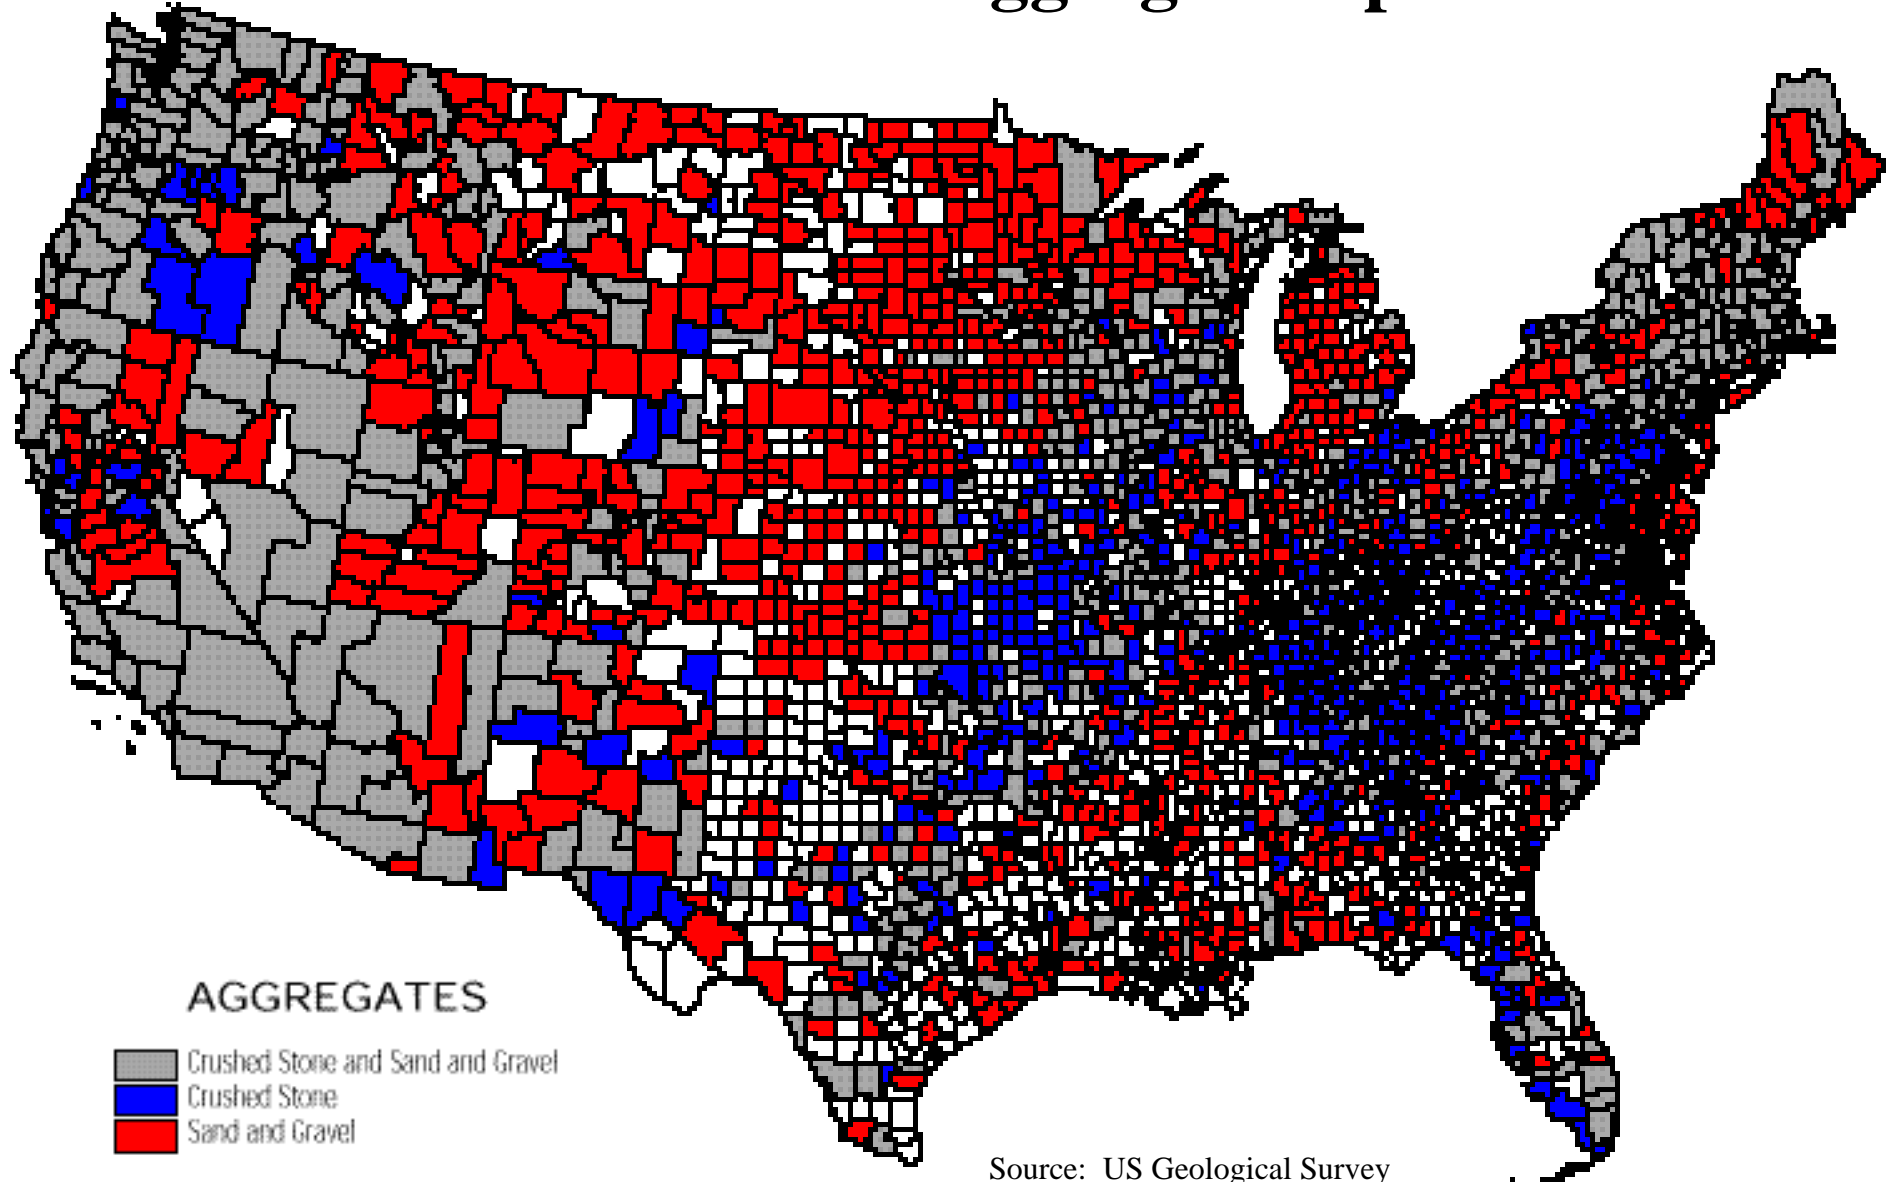 AGGREGATES
Crushed Stone and Sand and Gravel
Crushed Stone
Sand and Gravel
Source: US Geological Survey